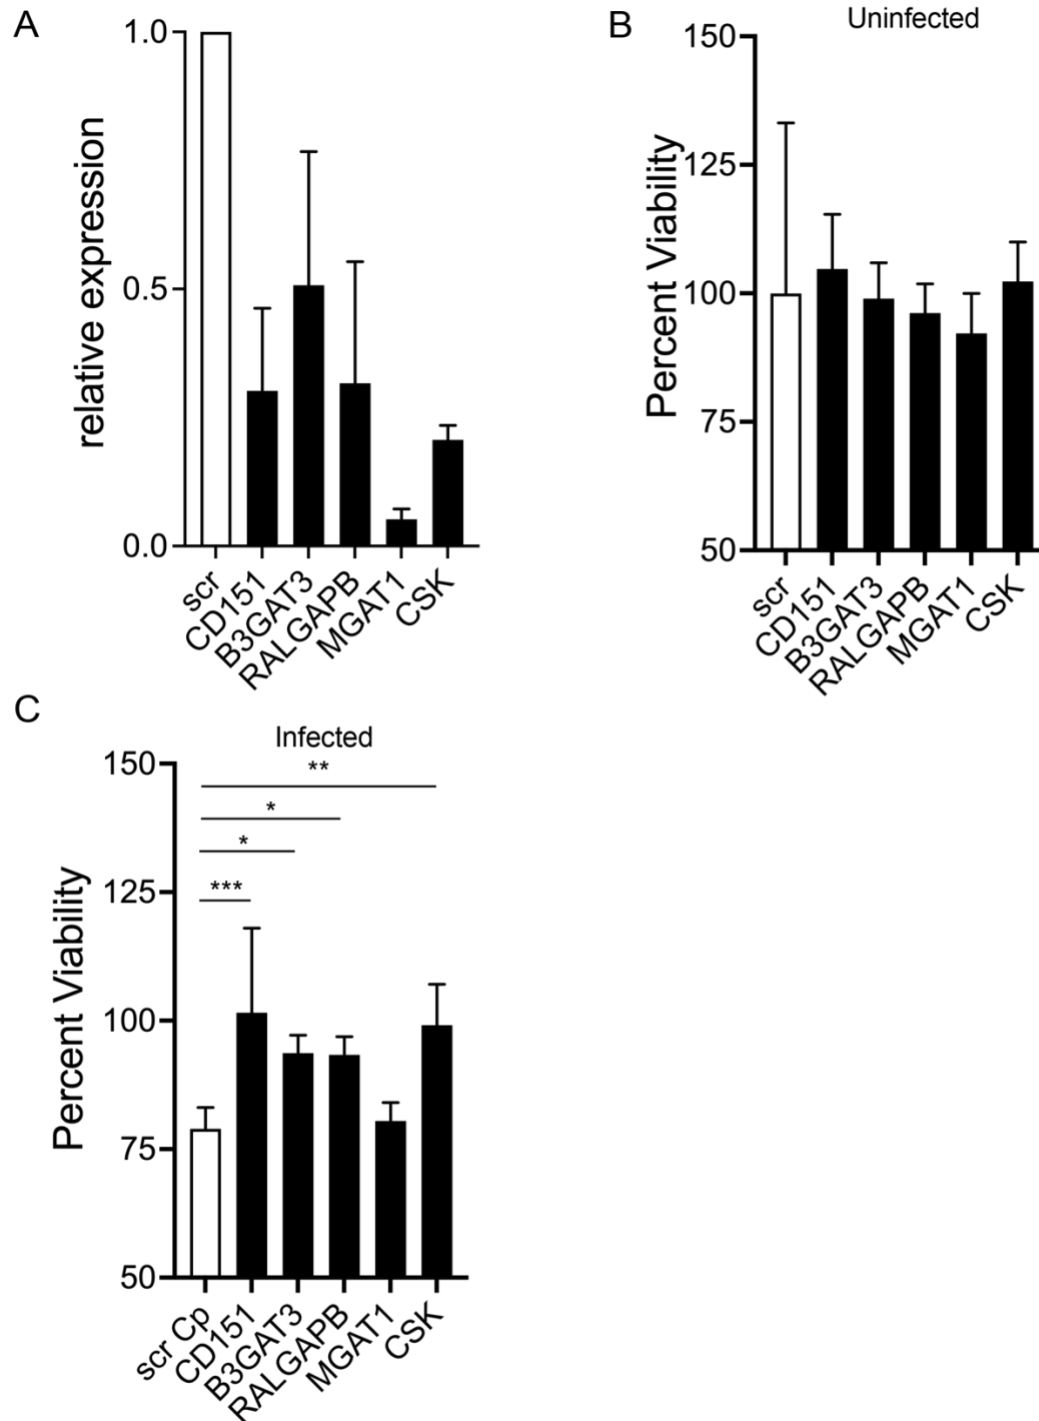 A
relative expression
1.0
0.5
0.0
scr
CD151
B3GAT3
RALGAPB
MGAT1
CSK
B
Uninfected
Percent Viability
150
125
100
75
50
scr
CD151
B3GAT3
RALGAPB
MGAT1
CSK
C
Infected
Percent Viability
150
125
100
75
50
**
*
*
***
scr Cp
CD151
B3GAT3
RALGAPB
MGAT1
CSK